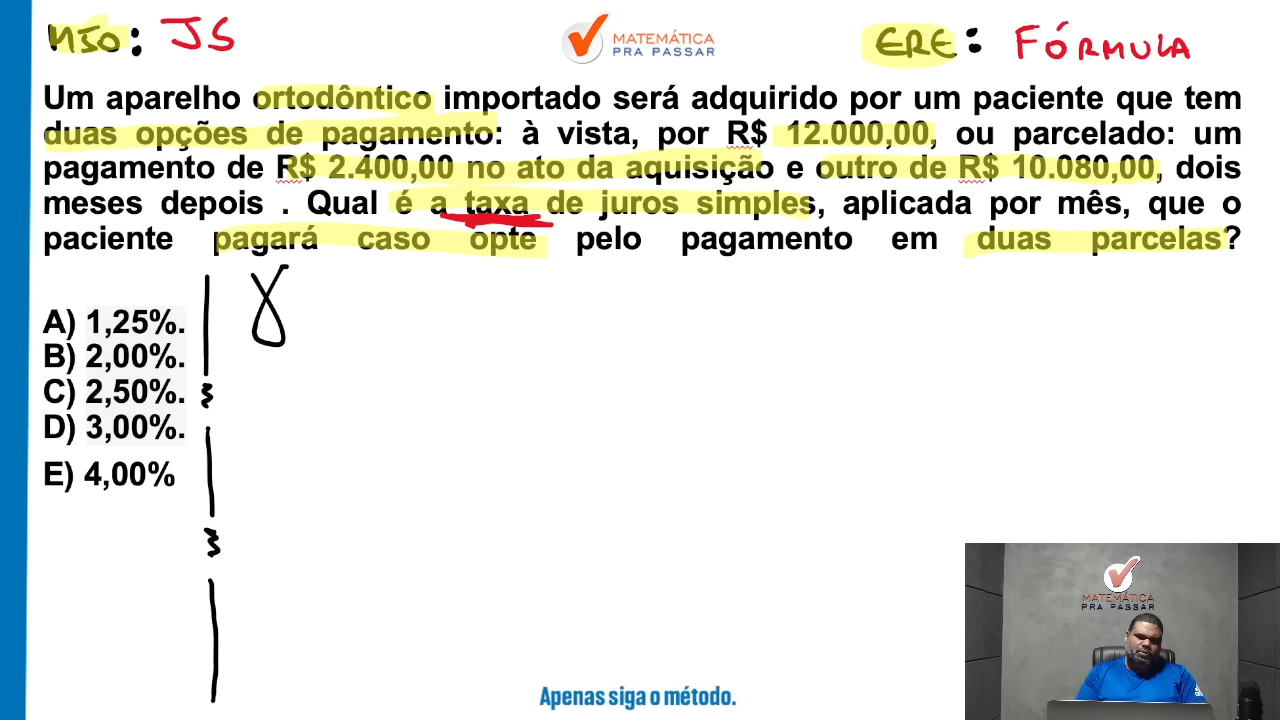 MSO: JS
MATEMÁTICA
PRA PASSAR
ERE: FÓRMULA
Um aparelho ortodôntico importado será adquirido por um paciente que tem
duas opções de pagamento: à vista, por R$ 12.000,00, ou parcelado: um
pagamento de R$ 2.400,00 no ato da aquisição e outro de R$ 10.080,00, dois
meses depois . Qual é a taxa de juros simples, aplicada por mês, que o
paciente pagará caso opte pelo pagamento em duas parcelas?
A) 1,25%.
B) 2,00%.
C) 2,50%.
D) 3,00%.
E) 4,00%
MATEMÁTICA
PRA PASSAR
Apenas siga o método.